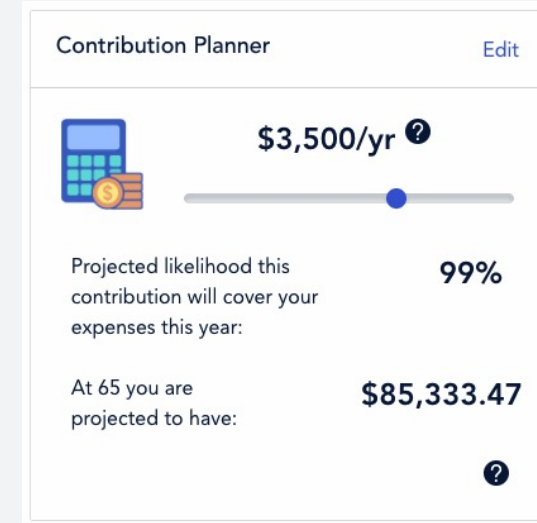 Contribution Planner
Edit
$3,500/yr ?
$
Projected likelihood this
contribution will cover your
expenses this year:
99%
At 65 you are
projected to have:
$85,333.47
?